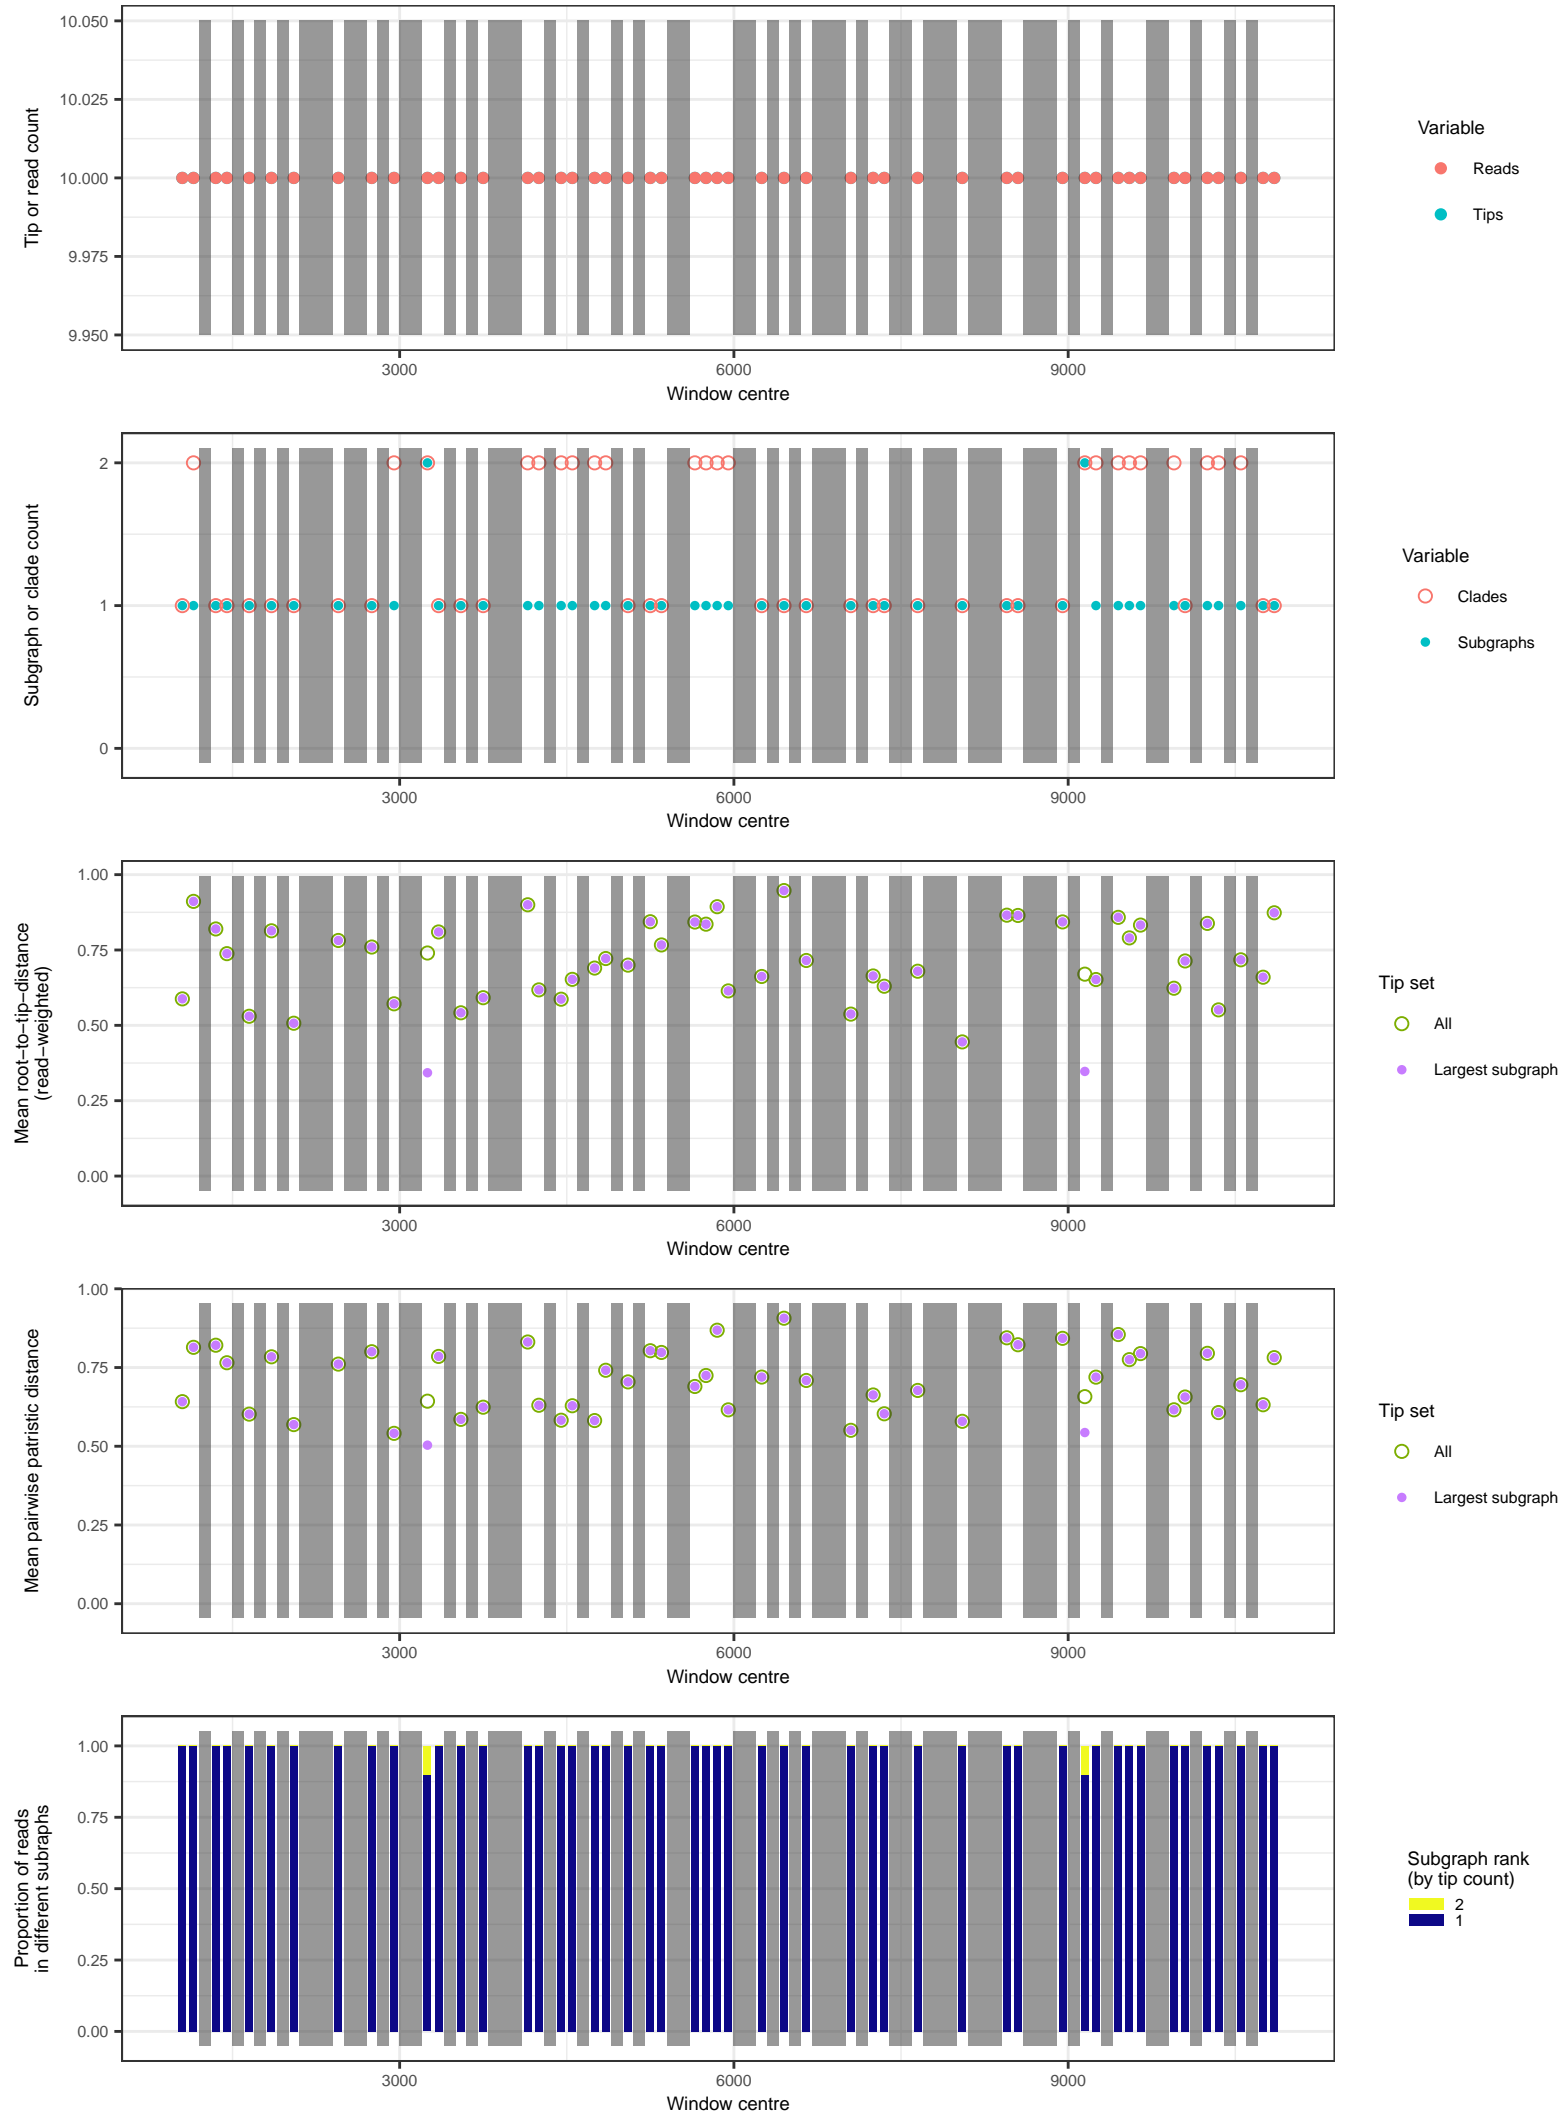 10.050
10.025
10.000
9.975
9.950
Tip or read count
3000
6000
9000
Window centre
Variable
Reads
Tips
2
1
0
Subgraph or clade count
3000
6000
9000
Window centre
Variable
Clades
Subgraphs
1.00
0.75
0.50
0.25
0.00
Mean root−to−tip−distance
(read−weighted)
3000
6000
9000
Window centre
Tip set
All
Largest subgraph
1.00
0.75
0.50
0.25
0.00
Mean pairwise patristic distance
3000
6000
9000
Window centre
Tip set
All
Largest subgraph
1.00
0.75
0.50
0.25
0.00
Proportion of reads
in different subraphs
3000
6000
9000
Window centre
Subgraph rank
(by tip count)
2
1